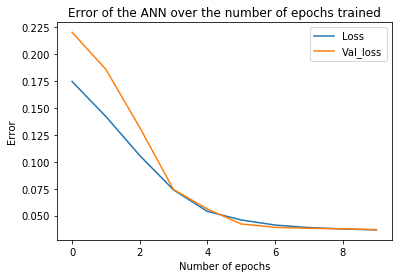 Error of the ANN over the number of epochs trained
Loss
Val_loss
0.225
0.200
0.175
0.150
0.125
0.100
0.075
0.050
Error
0
2
4
6
8
Number of epochs